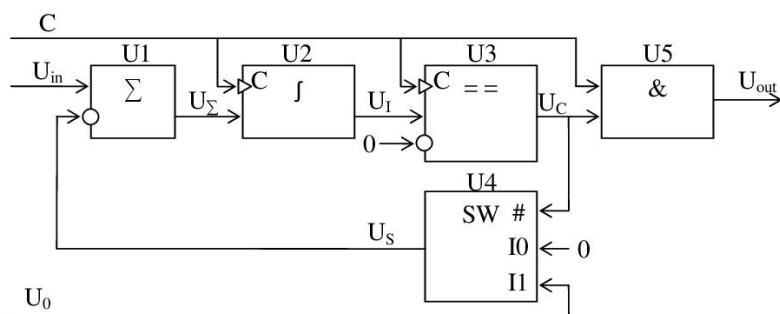 C
U1 U2 U3 U5
U_in Σ U_Σ C ∫ U_I C == U_C & U_out
0
U4
SW #
U_S I0 0
I1
U_0